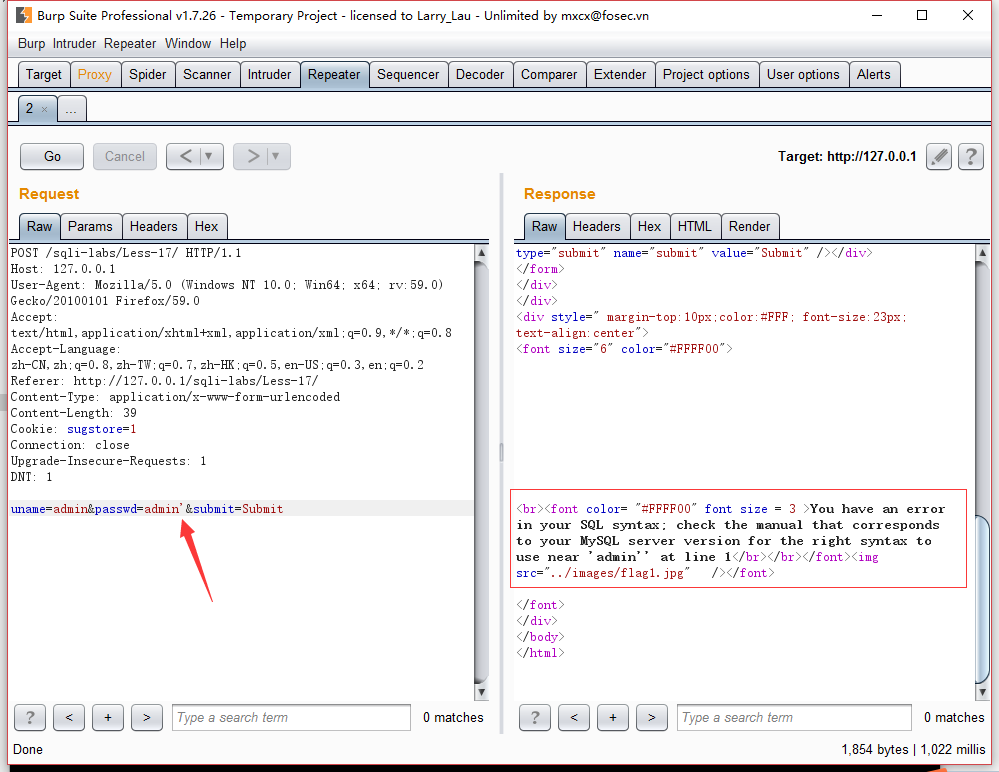 Burp Suite Professional v1.7.26 - Temporary Project - licensed to Larry_Lau - Unlimited by mxcx@fosec.vn
Burp Intruder Repeater Window Help
Target Proxy Spider Scanner Intruder Repeater Sequencer Decoder Comparer Extender Project options User options Alerts
2 × ...
Go Cancel < ▼ > ▼ Target: http://127.0.0.1 ?
Request
Raw Params Headers Hex
POST /sqli-labs/Less-17/ HTTP/1.1
Host: 127.0.0.1
User-Agent: Mozilla/5.0 (Windows NT 10.0; Win64; x64; rv:59.0)
Gecko/20100101 Firefox/59.0
Accept:
text/html,application/xhtml+xml,application/xml;q=0.9,*/*;q=0.8
Accept-Language:
zh-CN,zh;q=0.8,zh-TW;q=0.7,zh-HK;q=0.5,en-US;q=0.3,en;q=0.2
Referer: http://127.0.0.1/sqli-labs/Less-17/
Content-Type: application/x-www-form-urlencoded
Content-Length: 39
Cookie: sugstore=1
Connection: close
Upgrade-Insecure-Requests: 1
DNT: 1
uname=admin&passwd=admin'&submit=Submit
? < + > Type a search term 0 matches
Response
Raw Headers Hex HTML Render
type="submit" name="submit" value="Submit" /></div>
</form>
</div>
</div>
<div style=" margin-top:10px;color:#FFF; font-size:23px;
text-align:center">
<font size="6" color="#FFFF00">
<br><font color= "#FFFF00" font size = 3 >You have an error
in your SQL syntax; check the manual that corresponds
to your MySQL server version for the right syntax to
use near 'admin'' at line 1</br></br></font><img
src="../images/flag1.jpg" /></font>
</font>
</div>
</body>
</html>
? < + > Type a search term 0 matches
Done 1,854 bytes | 1,022 millis